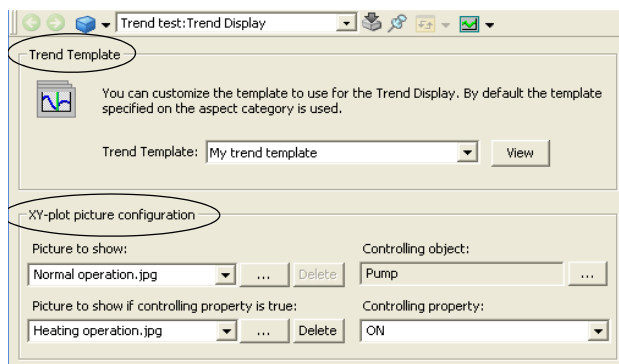 Trend test:Trend Display
Trend Template
You can customize the template to use for the Trend Display. By default the template
specified on the aspect category is used.
Trend Template: My trend template View
XY-plot picture configuration
Picture to show: Controlling object:
Normal operation.jpg ... Delete Pump ...
Picture to show if controlling property is true: Controlling property:
Heating operation.jpg ... Delete ON